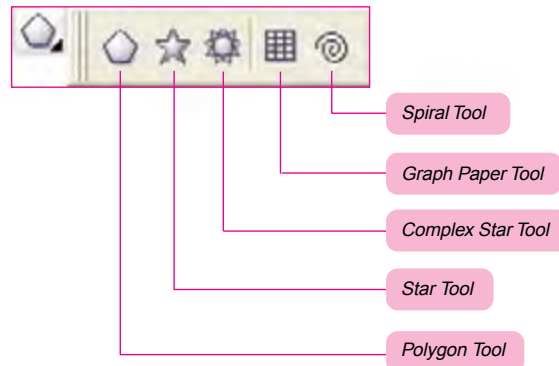 Spiral Tool
Graph Paper Tool
Complex Star Tool
Star Tool
Polygon Tool